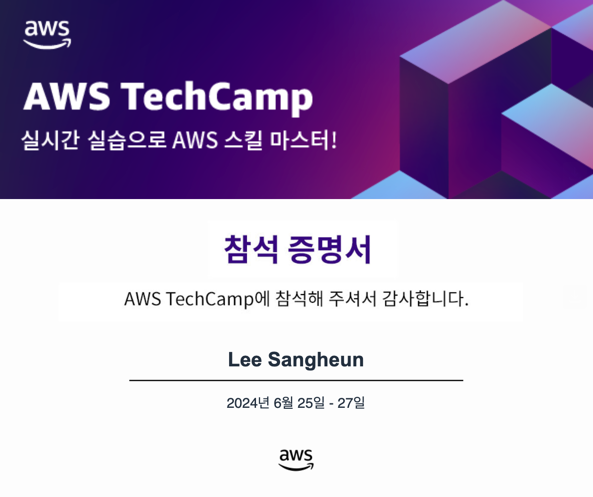 aws
AWS TechCamp
실시간 실습으로 AWS 스킬 마스터!
참석 증명서
AWS TechCamp에 참석해 주셔서 감사합니다.
Lee Sangheun
2024년 6월 25일 - 27일
aws